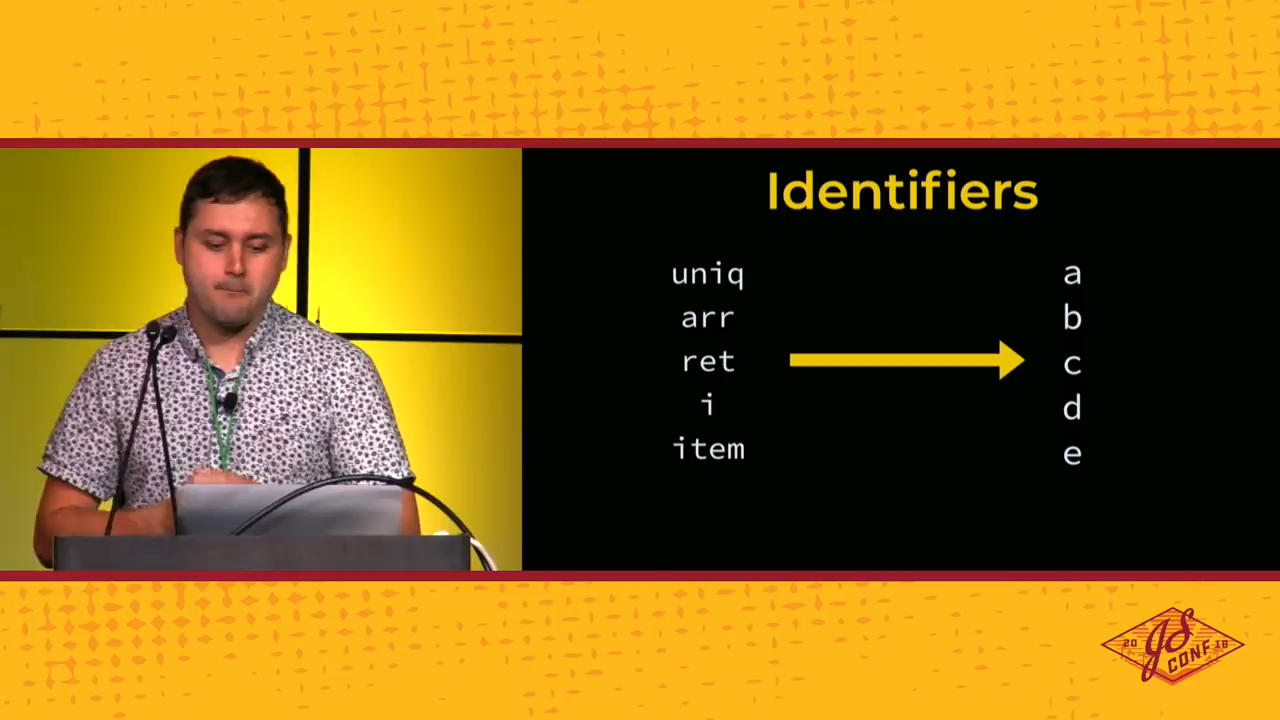 Identifiers
uniq
arr
ret
i
item
a
b
c
d
e
20 JS 18
CONF